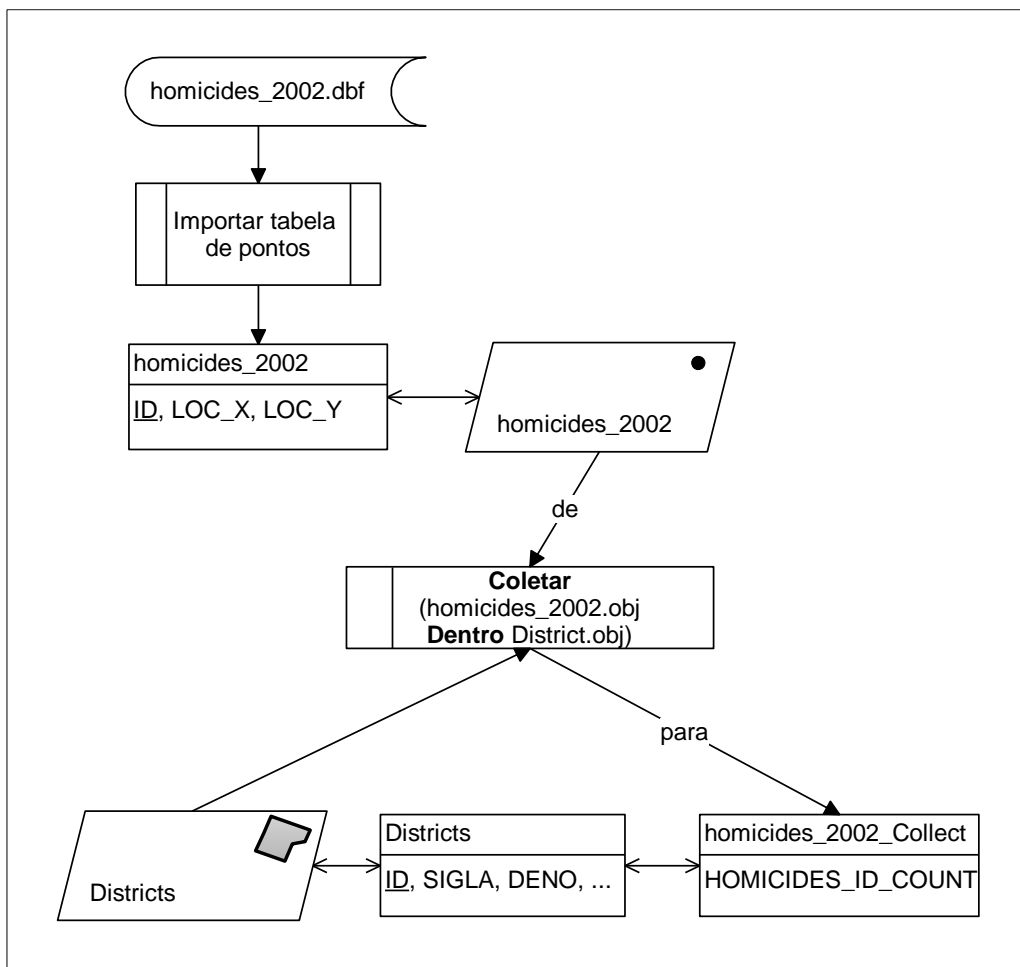 homicides_2002.dbf
Importar tabela
de pontos
homicides_2002
ID, LOC_X, LOC_Y
homicides_2002
de
Coletar
(homicides_2002.obj
Dentro District.obj)
para
Districts
Districts
ID, SIGLA, DENO, ...
homicides_2002_Collect
HOMICIDES_ID_COUNT